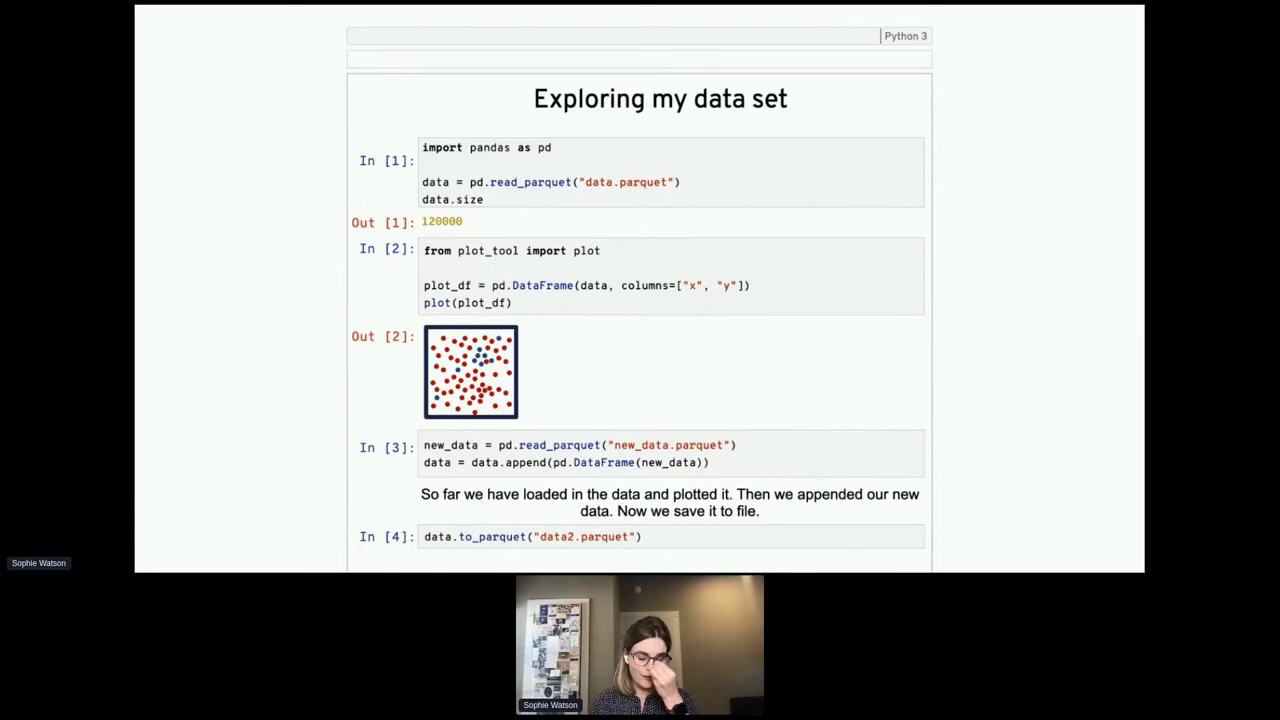 Python 3
Exploring my data set
In [1]:
import pandas as pd
data = pd.read_parquet("data.parquet")
data.size
Out [1]: 120000
In [2]:
from plot_tool import plot
plot_df = pd.DataFrame(data, columns=["x", "y"])
plot(plot_df)
Out [2]:
In [3]:
new_data = pd.read_parquet("new_data.parquet")
data = data.append(pd.DataFrame(new_data))
So far we have loaded in the data and plotted it. Then we appended our new
data. Now we save it to file.
In [4]: data.to_parquet("data2.parquet")
Sophie Watson
Sophie Watson